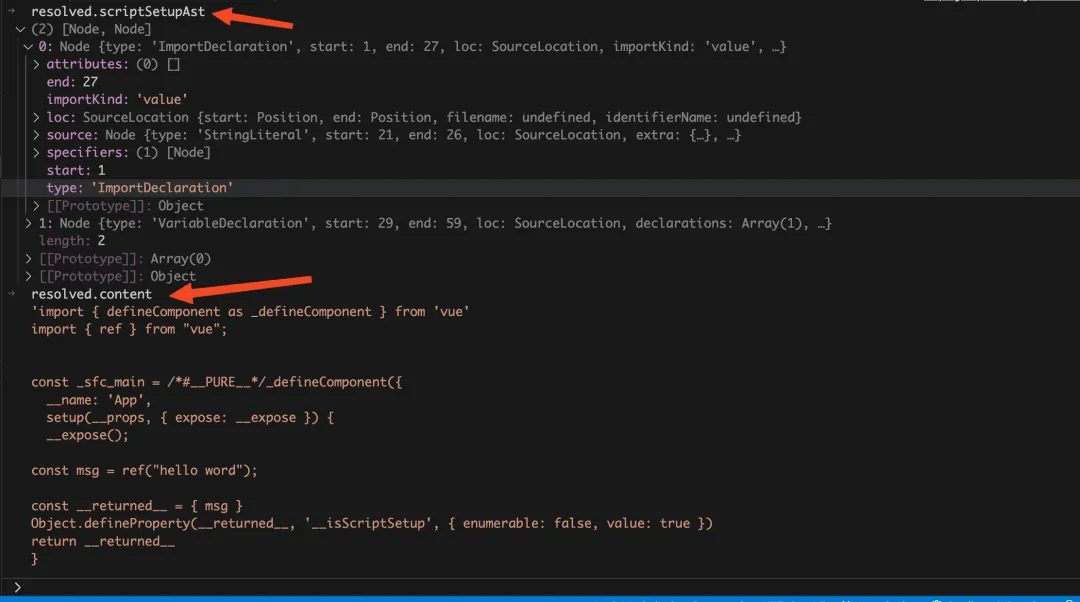 resolved.scriptSetupAst
(2) [Node, Node]
0: Node {type: 'ImportDeclaration', start: 1, end: 27, loc: SourceLocation, importKind: 'value', …}
attributes: (0) []
end: 27
importKind: 'value'
loc: SourceLocation {start: Position, end: Position, filename: undefined, identifierName: undefined}
source: Node {type: 'StringLiteral', start: 21, end: 26, loc: SourceLocation, extra: {…}, …}
specifiers: (1) [Node]
start: 1
type: 'ImportDeclaration'
[[Prototype]]: Object
1: Node {type: 'VariableDeclaration', start: 29, end: 59, loc: SourceLocation, declarations: Array(1), …}
length: 2
[[Prototype]]: Array(0)
[[Prototype]]: Object
resolved.content
'import { defineComponent as _defineComponent } from 'vue'
import { ref } from "vue";
const _sfc_main = /*#__PURE__*/_defineComponent({
__name: 'App',
setup(__props, { expose: __expose }) {
__expose();
const msg = ref("hello word");
const __returned__ = { msg }
Object.defineProperty(__returned__, '__isScriptSetup', { enumerable: false, value: true })
return __returned__
}